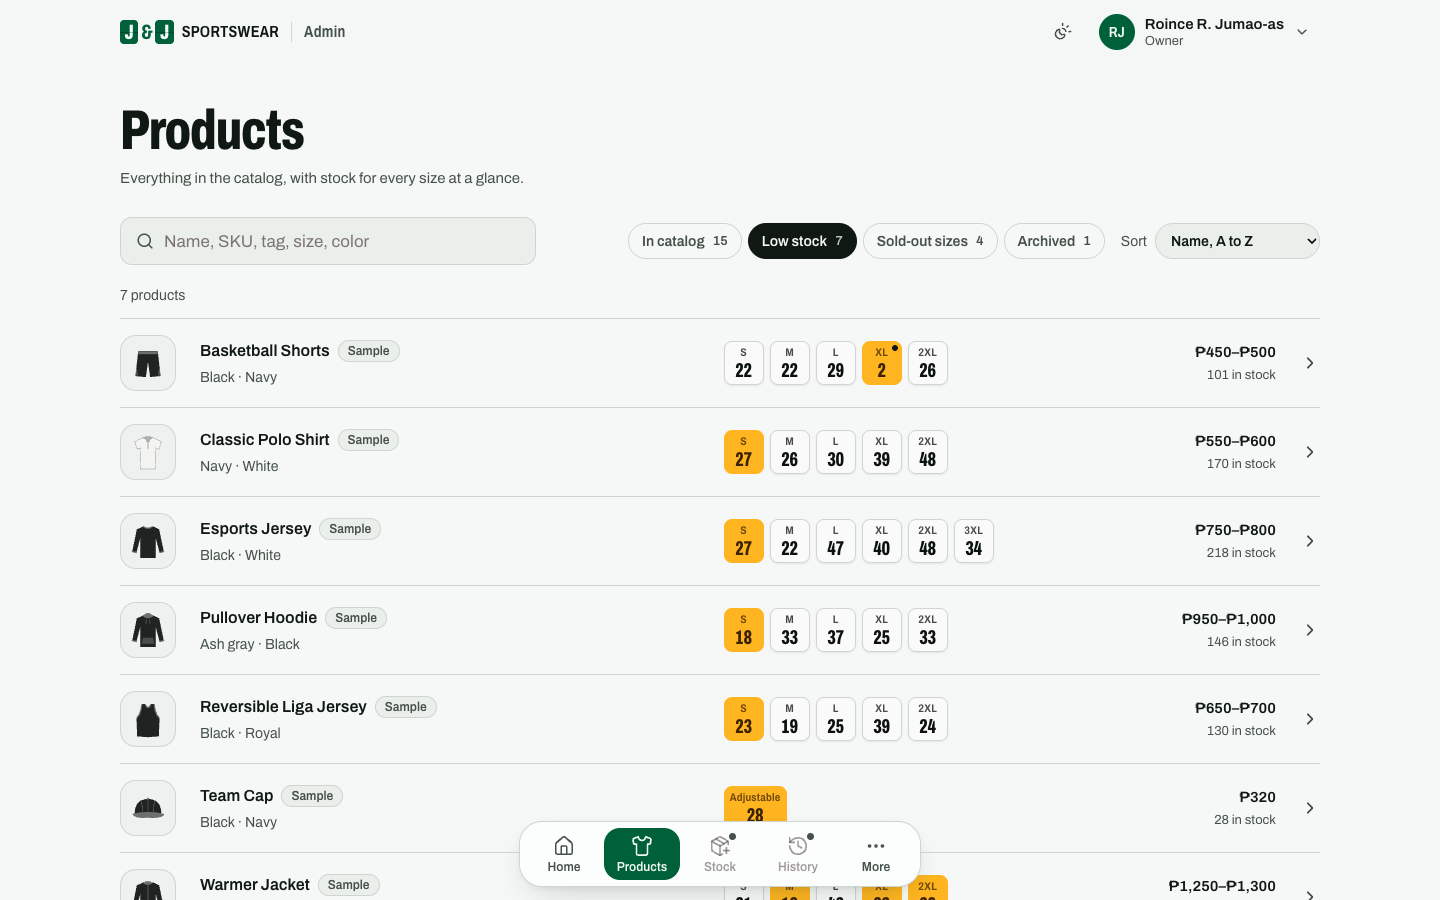 J & J SPORTSWEAR Admin
RJ Roince R. Jumao-as
Owner
Products
Everything in the catalog, with stock for every size at a glance.
Name, SKU, tag, size, color
In catalog 15
Low stock 7
Sold-out sizes 4
Archived 1
Sort
Name, A to Z
7 products
Basketball Shorts Sample
Black · Navy
S M L XL 2XL
22 22 29 2 26
₱450–₱500
101 in stock
Classic Polo Shirt Sample
Navy · White
S M L XL 2XL
27 26 30 39 48
₱550–₱600
170 in stock
Esports Jersey Sample
Black · White
S M L XL 2XL 3XL
27 22 47 40 48 34
₱750–₱800
218 in stock
Pullover Hoodie Sample
Ash gray · Black
S M L XL 2XL
18 33 37 25 33
₱950–₱1,000
146 in stock
Reversible Liga Jersey Sample
Black · Royal
S M L XL 2XL
23 19 25 39 24
₱650–₱700
130 in stock
Team Cap Sample
Black · Navy
Adjustable
28
₱320
28 in stock
Warmer Jacket Sample
2XL
₱1,250–₱1,300
Home
Products
Stock
History
More